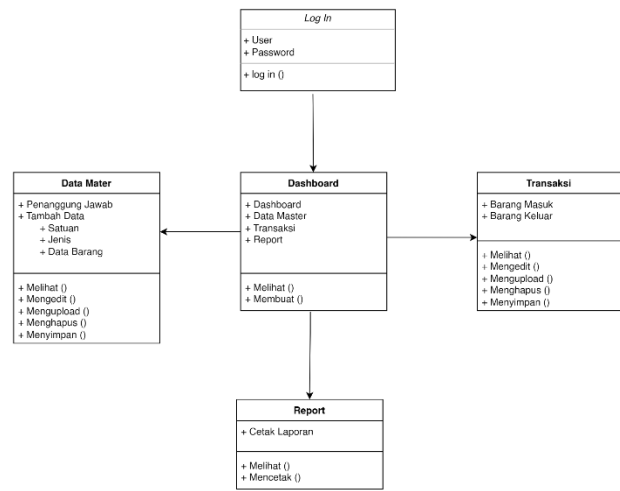 Log In
+ User
+ Password
+ log in ()
Data Mater
+ Penanggung Jawab
+ Tambah Data
+ Satuan
+ Jenis
+ Data Barang
+ Melihat ()
+ Mengedit ()
+ Mengupload ()
+ Menghapus ()
+ Menyimpan ()
Dashboard
+ Dashboard
+ Data Master
+ Transaksi
+ Report
+ Melihat ()
+ Membuat ()
Transaksi
+ Barang Masuk
+ Barang Keluar
+ Melihat ()
+ Mengedit ()
+ Mengupload ()
+ Menghapus ()
+ Menyimpan ()
Report
+ Cetak Laporan
+ Melihat ()
+ Mencetak ()